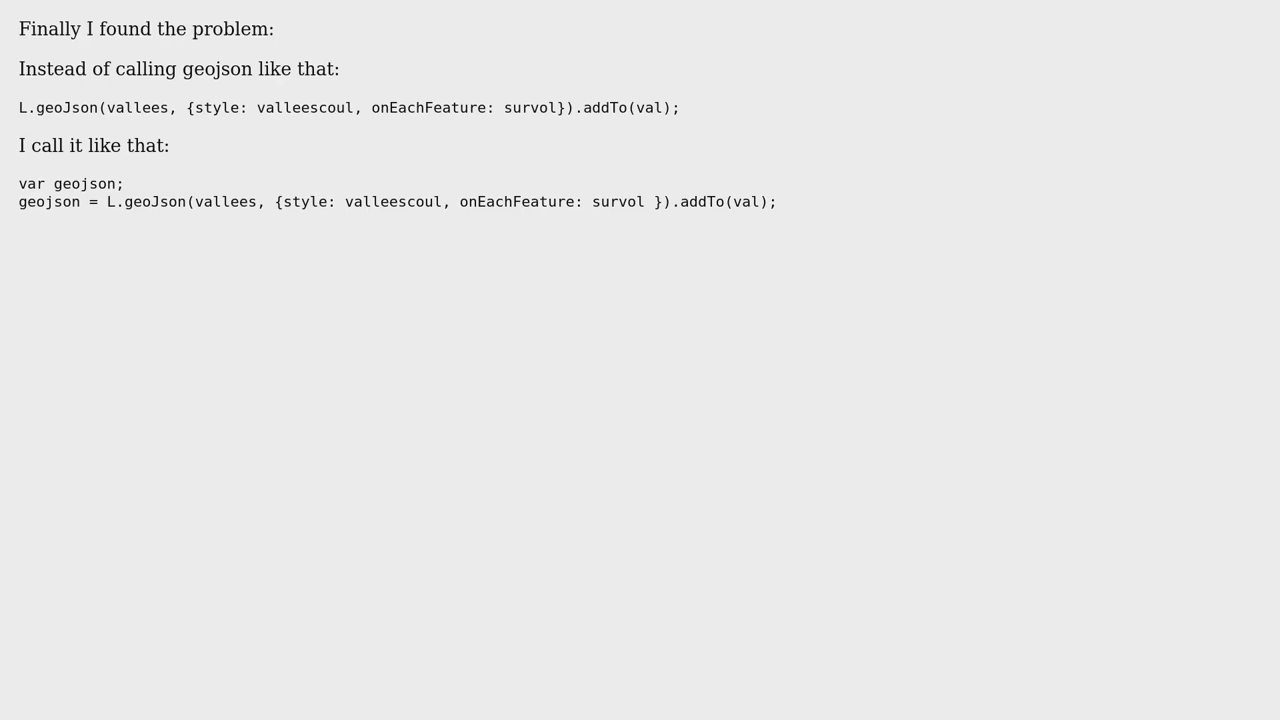 Finally I found the problem:
Instead of calling geojson like that:
L.geoJson(vallees, {style: valleescoul, onEachFeature: survol}).addTo(val);
I call it like that:
var geojson;
geojson = L.geoJson(vallees, {style: valleescoul, onEachFeature: survol }).addTo(val);